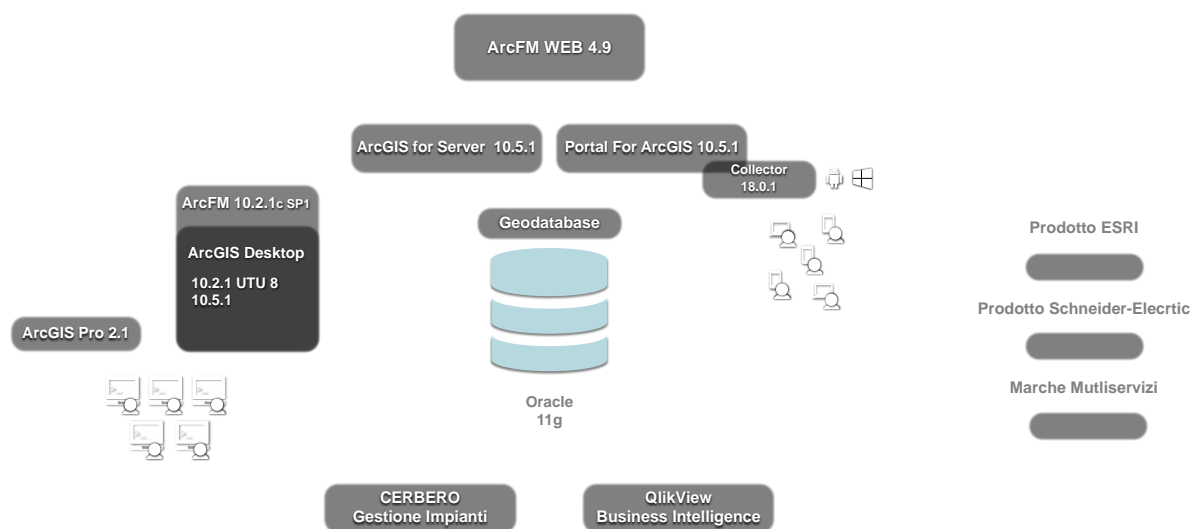 ArcFM WEB 4.9
ArcGIS for Server 10.5.1
Portal For ArcGIS 10.5.1
Collector
18.0.1
ArcFM 10.2.1c SP1
ArcGIS Desktop
10.2.1 UTU 8
10.5.1
ArcGIS Pro 2.1
Geodatabase
Oracle
11g
CERBERO
Gestione Impianti
QlikView
Business Intelligence
Prodotto ESRI
Prodotto Schneider-Elecrtic
Marche Mutliservizi